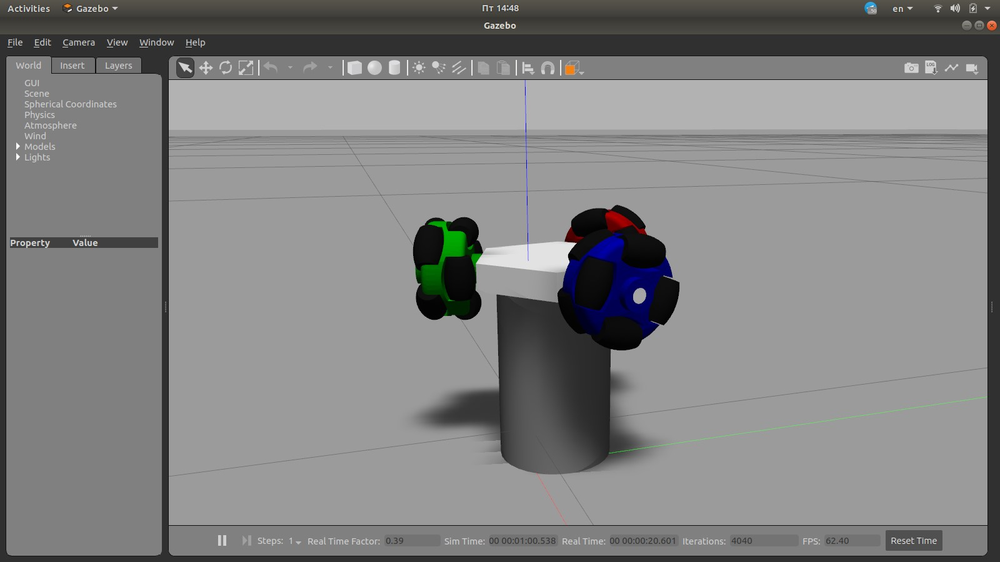 Activities Gazebo Пт 14:48 50 en
Gazebo
File Edit Camera View Window Help
World Insert Layers
LOG
GUI
Scene
Spherical Coordinates
Physics
Atmosphere
Wind
Models
Lights
Property Value
Steps: 1 Real Time Factor: 0.39 Sim Time: 00 00:01:00.538 Real Time: 00 00:00:20.601 Iterations: 4040 FPS: 62.40 Reset Time